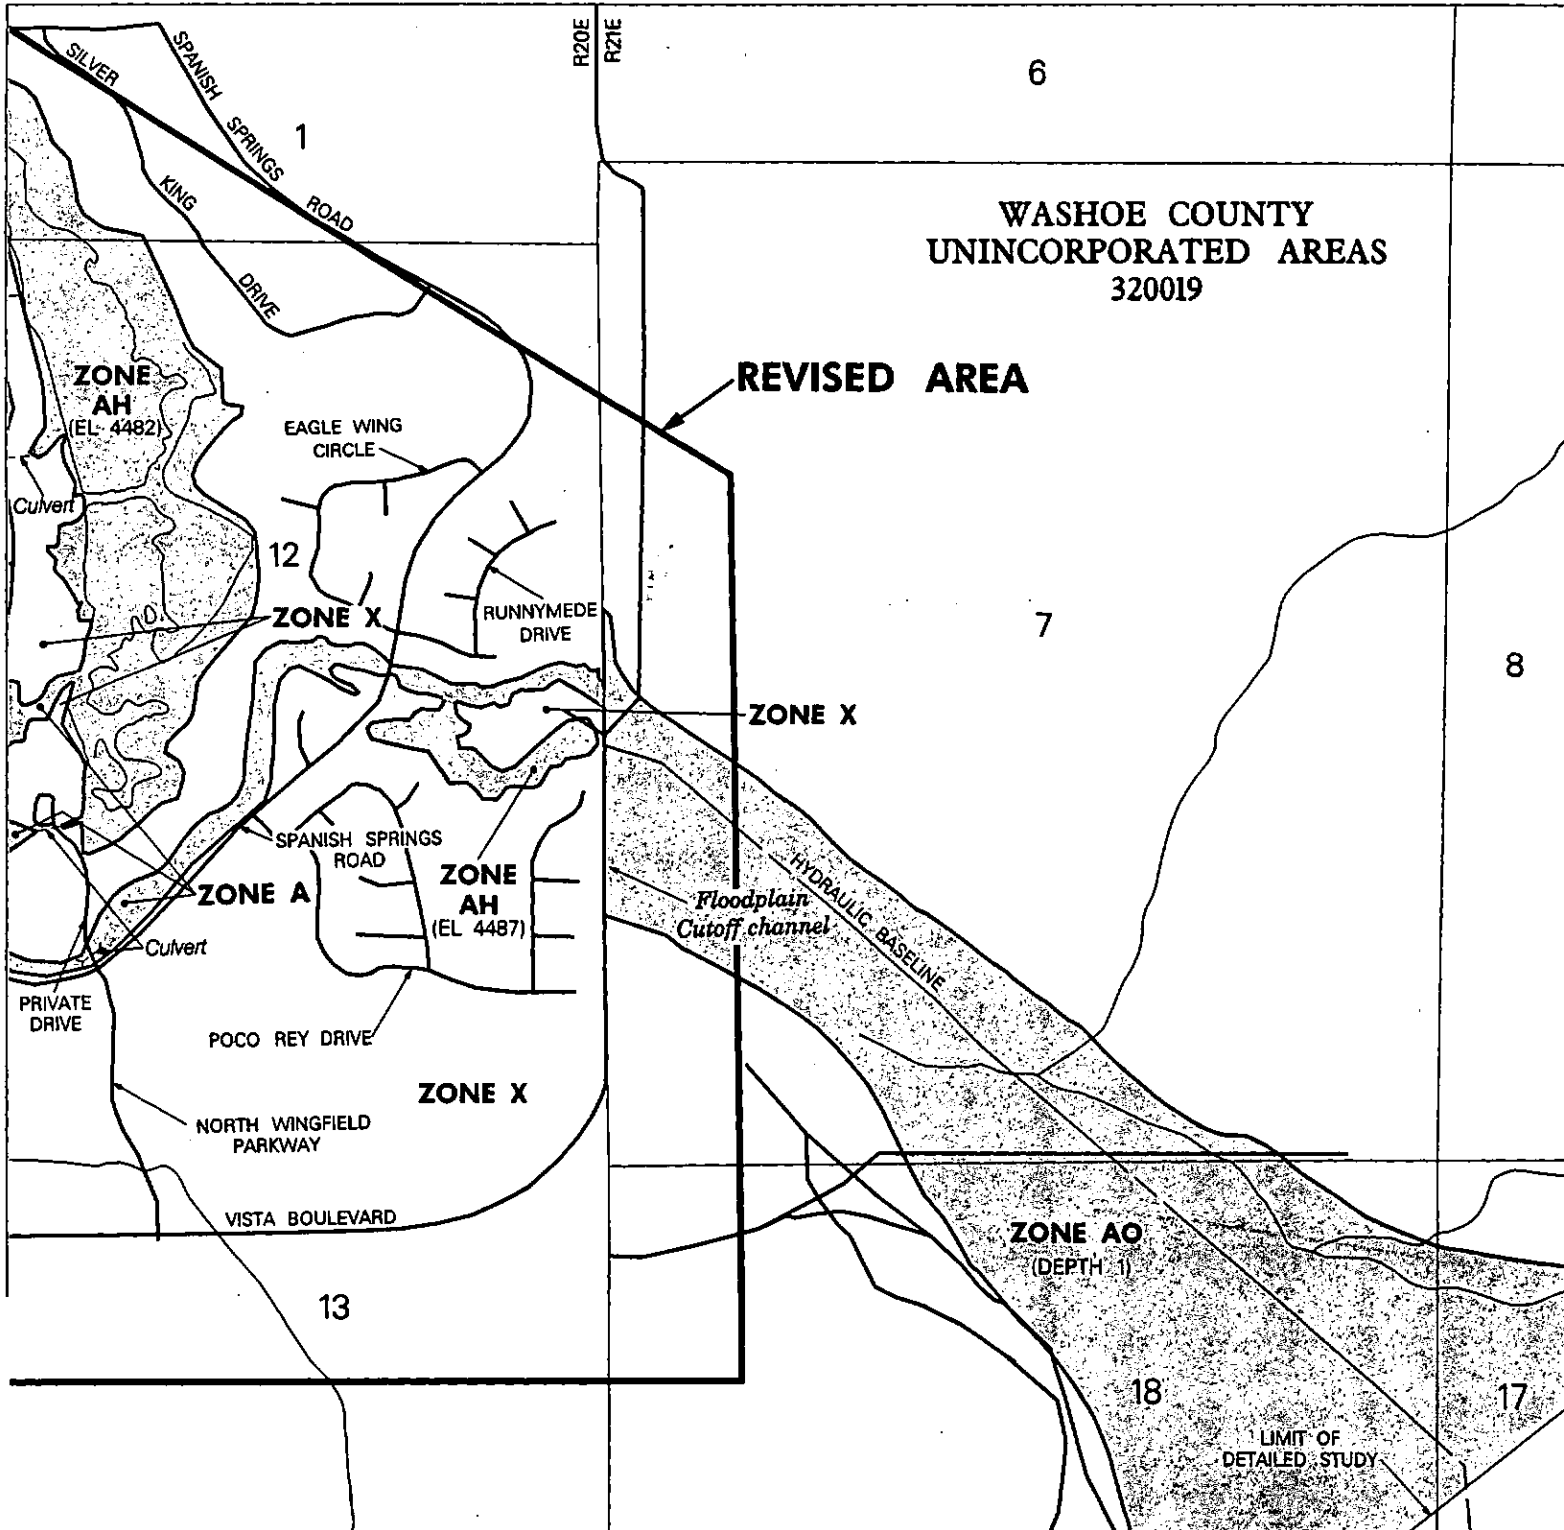 R20E
R21E
6
SPANISH SPRINGS ROAD
SILVER KING DRIVE
1
WASHOE COUNTY
UNINCORPORATED AREAS
320019
REVISED AREA
ZONE
AH
(EL 4482)
EAGLE WING
CIRCLE
Culvert
12
ZONE X
RUNNYMEDE
DRIVE
7
8
ZONE X
SPANISH SPRINGS
ROAD
ZONE
AH
(EL 4487)
ZONE A
Floodplain
Cutoff channel
HYDRAULIC BASELINE
Culvert
PRIVATE
DRIVE
POCO REY DRIVE
ZONE X
NORTH WINGFIELD
PARKWAY
VISTA BOULEVARD
ZONE AO
(DEPTH 1)
13
18
17
LIMIT OF
DETAILED STUDY